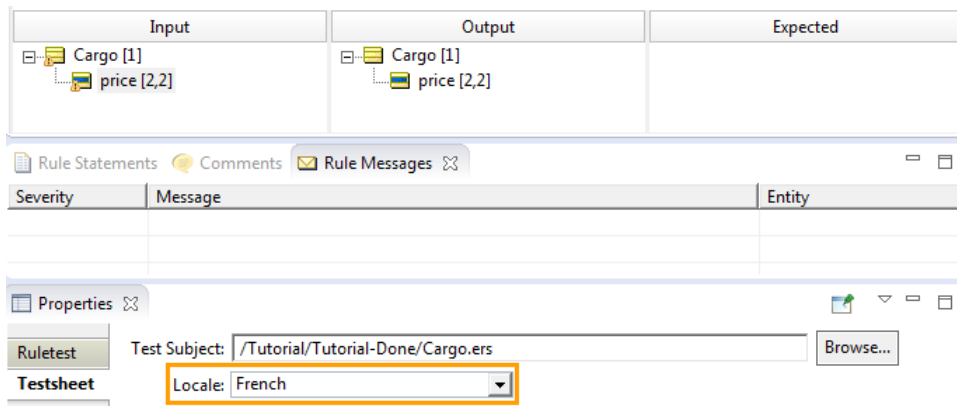 Input Output Expected
Cargo [1] Cargo [1]
price [2,2] price [2,2]
Rule Statements Comments Rule Messages
Severity Message Entity
Properties
Ruletest Test Subject: /Tutorial/Tutorial-Done/Cargo.ers Browse...
Testsheet Locale: French